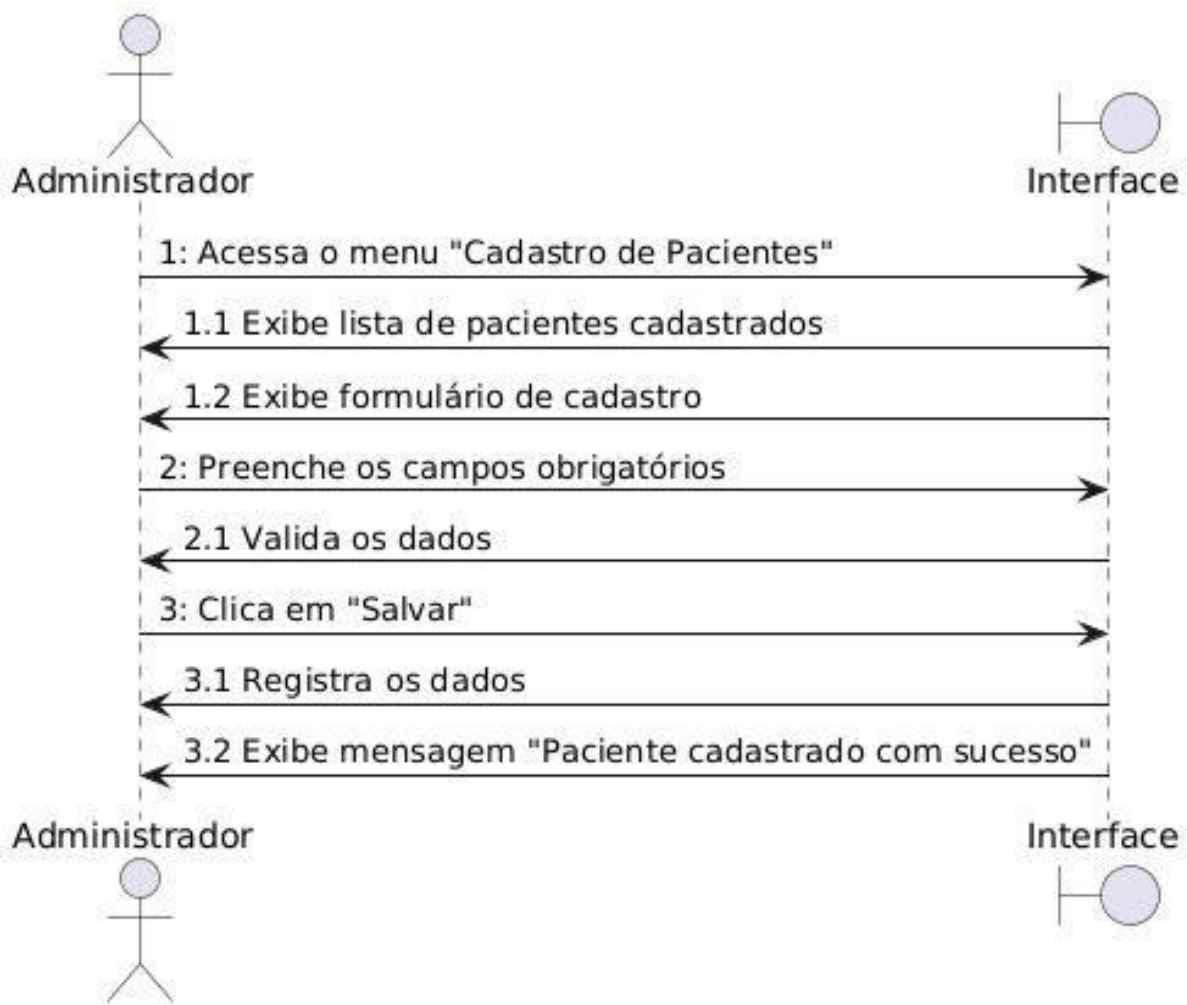 Administrador
Interface
1: Acessa o menu "Cadastro de Pacientes"
1.1 Exibe lista de pacientes cadastrados
1.2 Exibe formulário de cadastro
2: Preenche os campos obrigatórios
2.1 Valida os dados
3: Clica em "Salvar"
3.1 Registra os dados
3.2 Exibe mensagem "Paciente cadastrado com sucesso"
Administrador
Interface